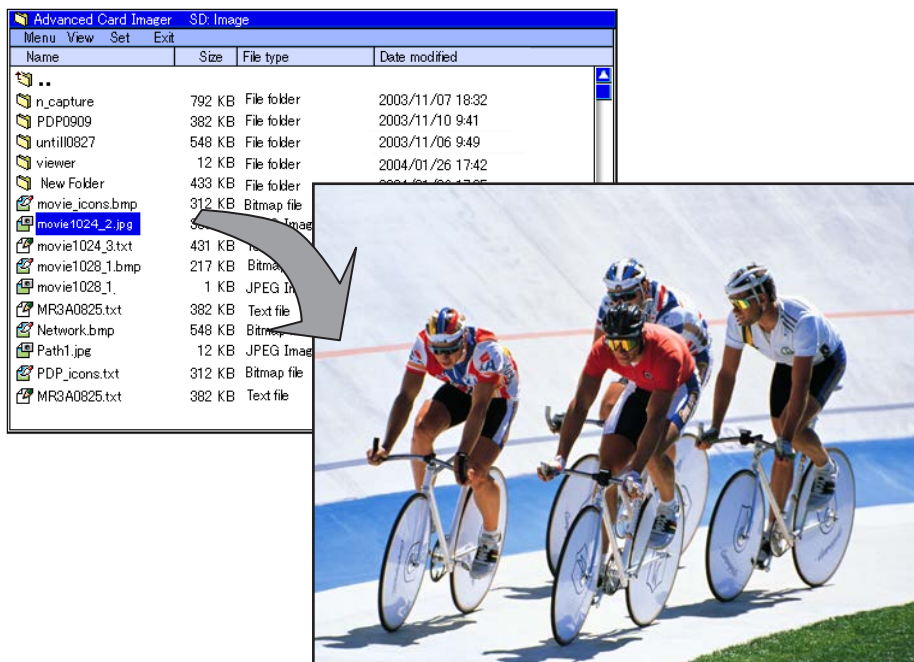 Advanced Card Imager SD: Image
Menu View Set Exit
Name Size File type Date modified
..
n_capture 792 KB File folder 2003/11/07 18:32
PDP0909 382 KB File folder 2003/11/10 9:41
untill0827 548 KB File folder 2003/11/06 9:49
viewer 12 KB File folder 2004/01/26 17:42
New Folder 433 KB File folder
movie_icons.bmp 312 KB Bitmap file
movie1024_2.jpg
movie1024_3.txt 431 KB
movie1028_1.bmp 217 KB
movie1028_1. 1 KB JPEG
MR3A0825.txt 382 KB Text file
Network.bmp 548 KB
Path1.jpg 12 KB JPEG Imag
PDP_icons.txt 312 KB Bitmap file
MR3A0825.txt 382 KB Text file